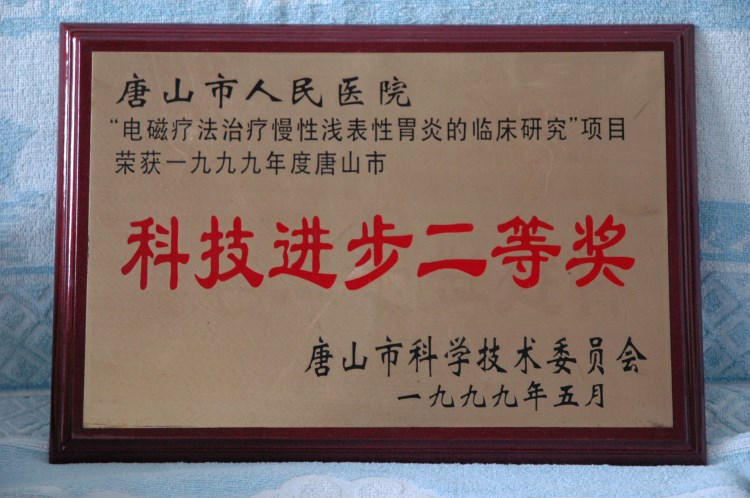 唐山市人民医院
“电磁疗法治疗慢性浅表性胃炎的临床研究”项目
荣获一九九九年度唐山市
科技进步二等奖
唐山市科学技术委员会
一九九九年五月